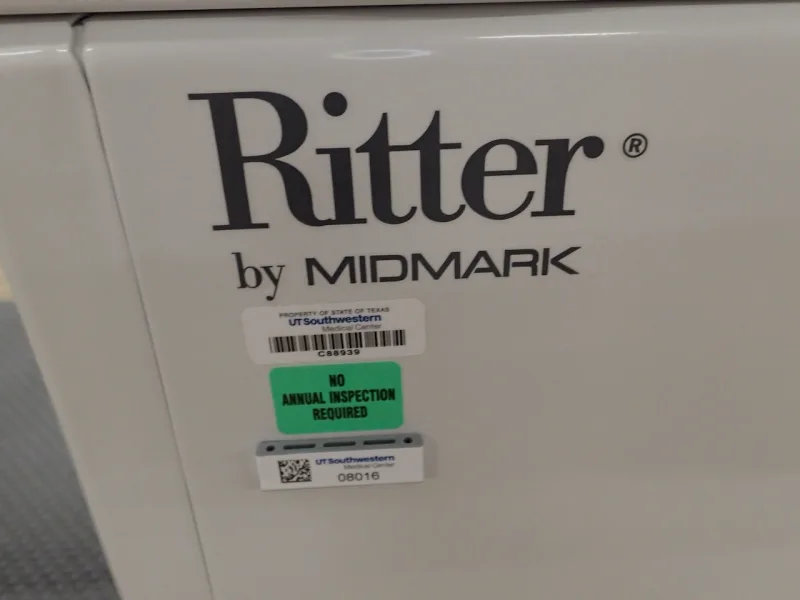 Ritter®
by MIDMARK
PROPERTY OF STATE OF TEXAS
UTSouthwestern
Medical Center
C88939
NO
ANNUAL INSPECTION
REQUIRED
UTSouthwestern
Medical Center
08016